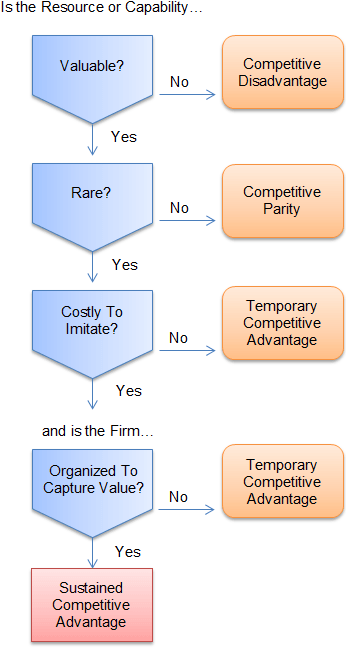 Is the Resource or Capability…
Valuable?
No
Competitive
Disadvantage
Yes
Rare?
No
Competitive
Parity
Yes
Costly To
Imitate?
No
Temporary
Competitive
Advantage
Yes
and is the Firm…
Organized To
Capture Value?
No
Temporary
Competitive
Advantage
Yes
Sustained
Competitive
Advantage